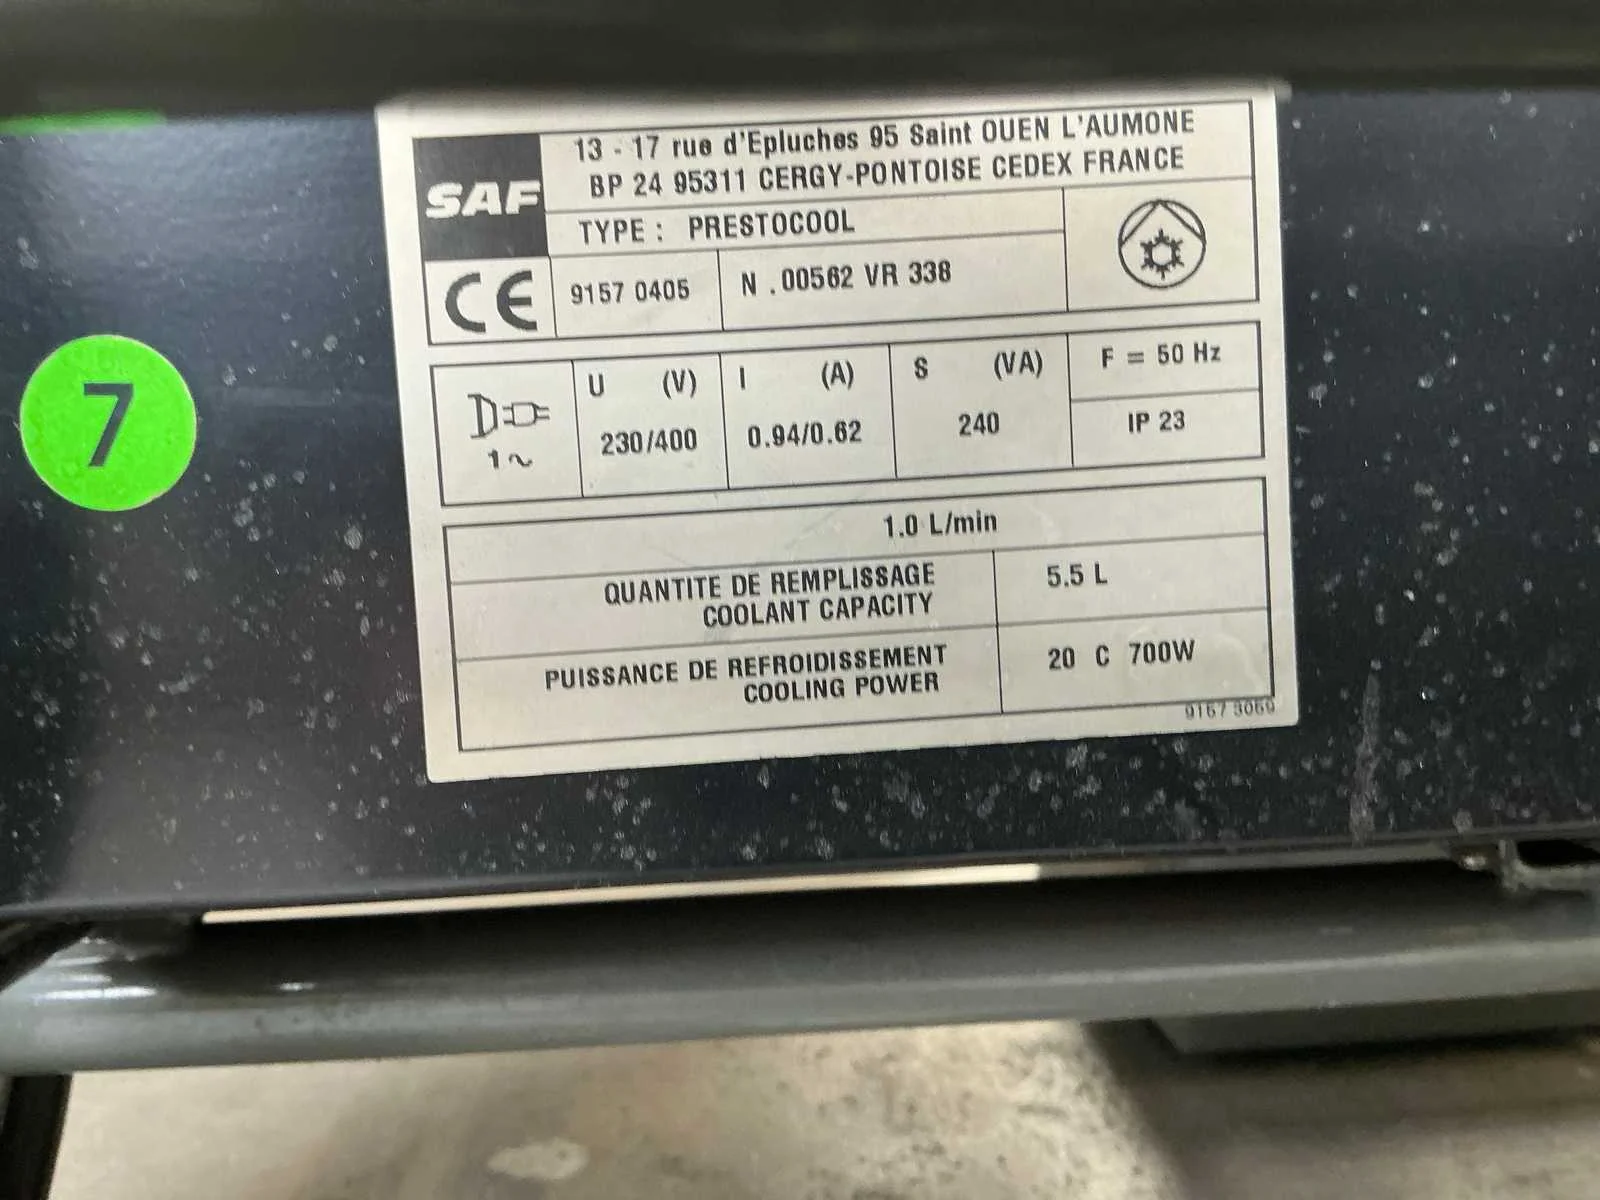 13 - 17 rue d'Epluches 95 Saint OUEN L'AUMONE
BP 24 95311 CERGY-PONTOISE CEDEX FRANCE
SAF
TYPE : PRESTOCOOL
CE
9157 0405
N . 00562 VR 338
U (V)
I (A)
S (VA)
F = 50 Hz
1 ~
230/400
0.94/0.62
240
IP 23
7
1.0 L/min
QUANTITE DE REMPLISSAGE
COOLANT CAPACITY
5.5 L
PUISSANCE DE REFROIDISSEMENT
COOLING POWER
20 C 700W
9167 3069